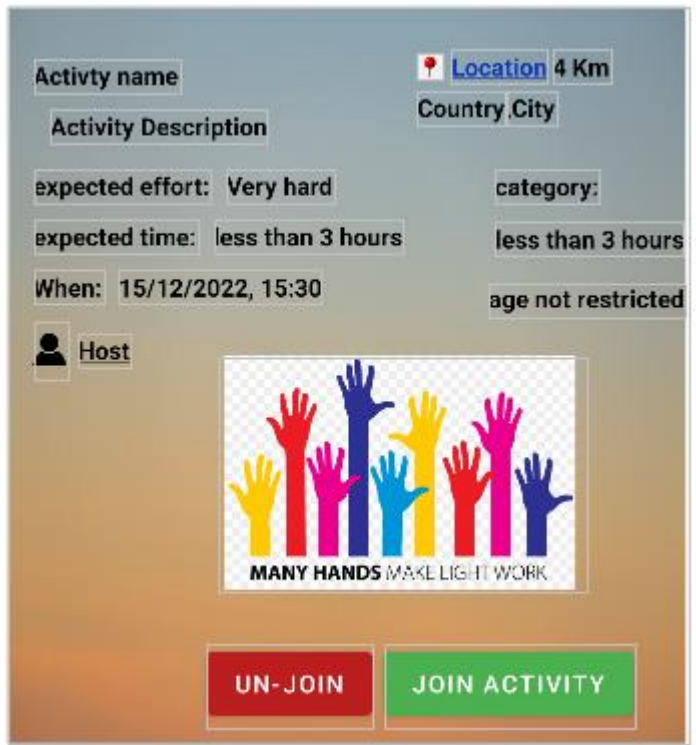 Activty name
📍 Location 4 Km
Country,City
Activity Description
expected effort: Very hard
category:
expected time: less than 3 hours
less than 3 hours
When: 15/12/2022, 15:30
age not restricted
Host
MANY HANDS MAKE LIGHT WORK
UN-JOIN
JOIN ACTIVITY